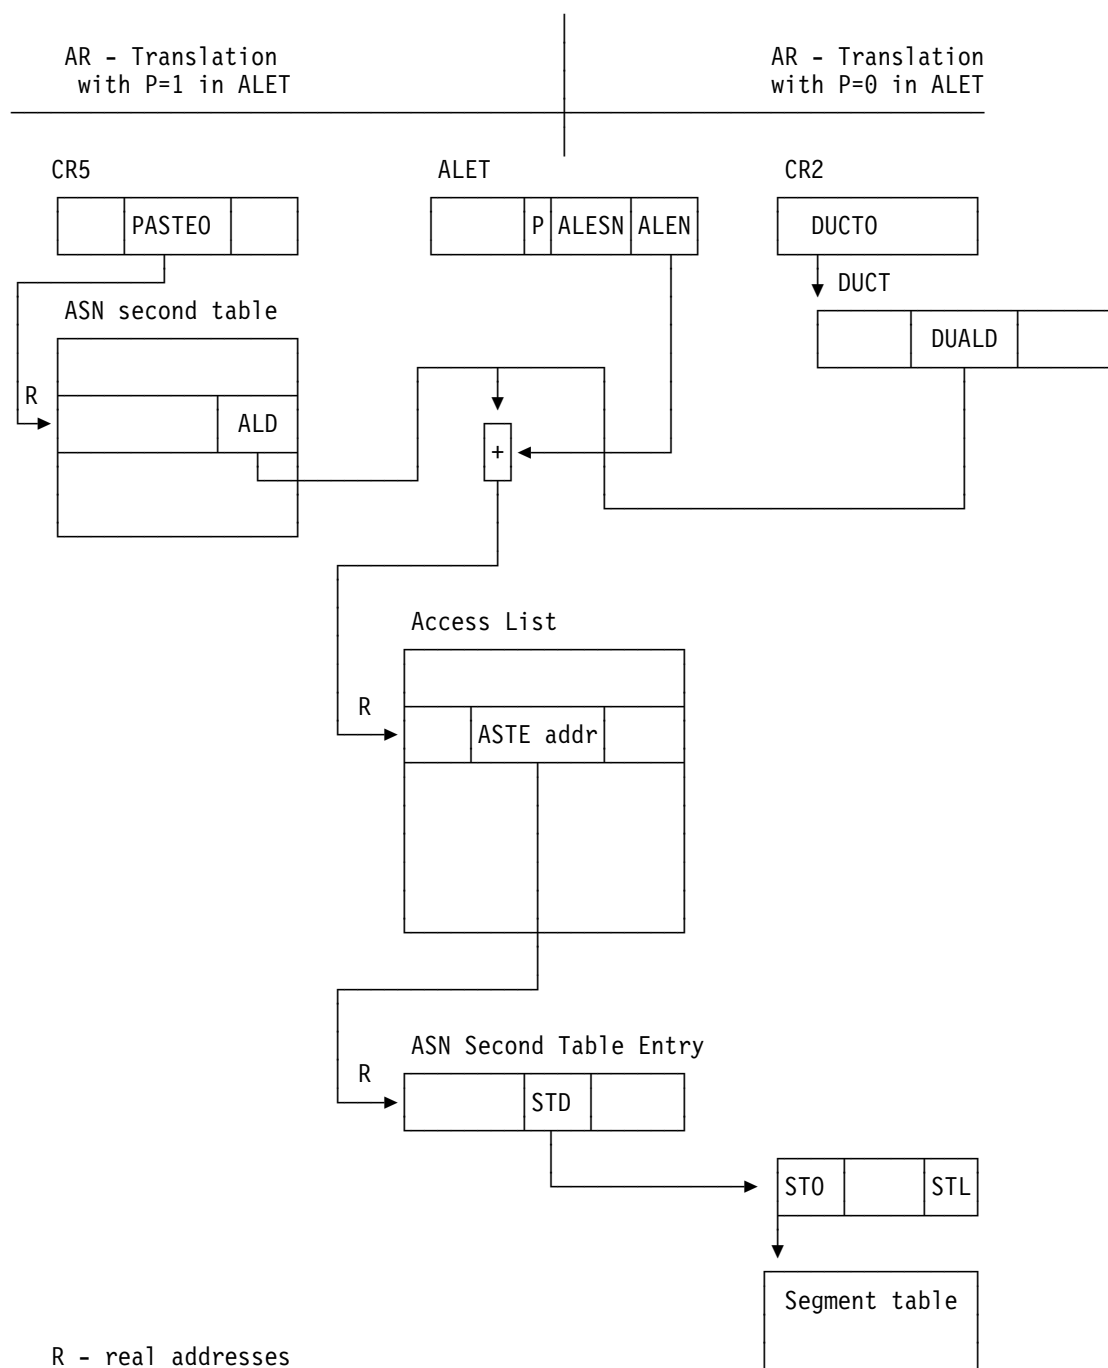 AR - Translation
with P=1 in ALET
AR - Translation
with P=0 in ALET
CR5
ALET
CR2
PASTEO
P ALESN ALEN
DUCTO
DUCT
ASN second table
DUALD
R
ALD
+
Access List
R
ASTE addr
ASN Second Table Entry
R
STD
STO STL
Segment table
R - real addresses